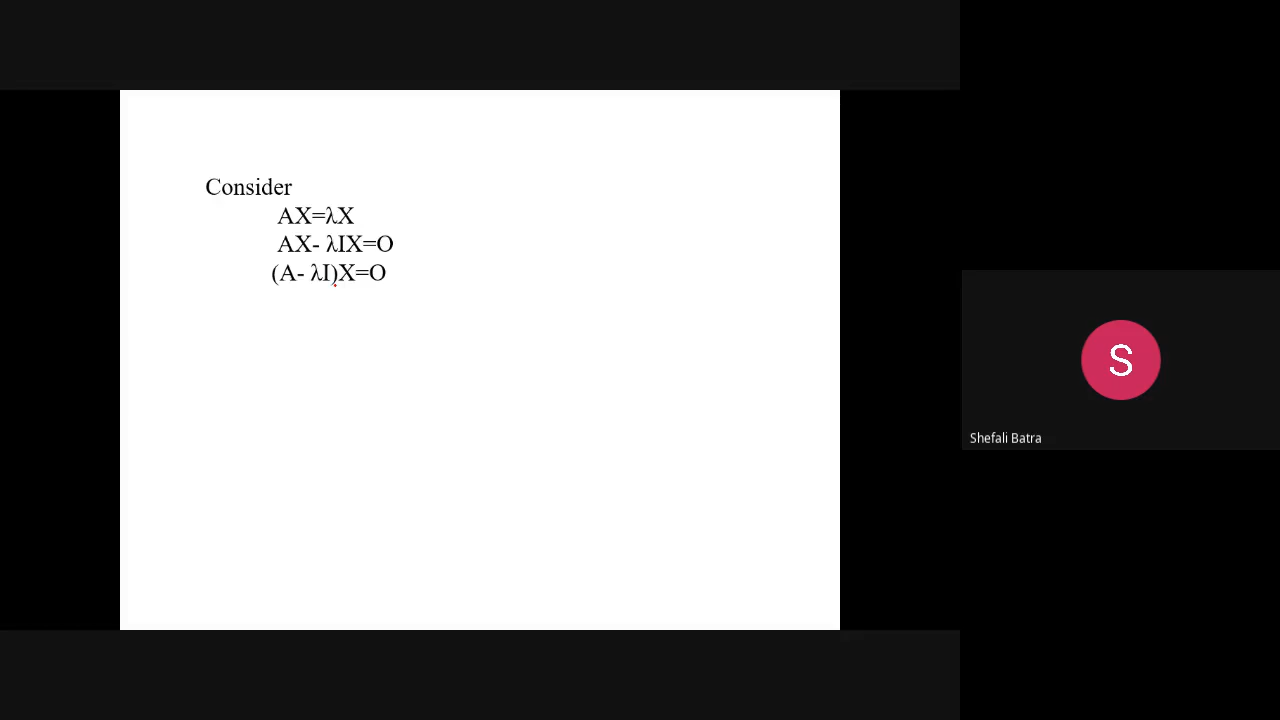 Consider
AX=λX
AX- λIX=O
(A- λI)X=O
S
Shefali Batra